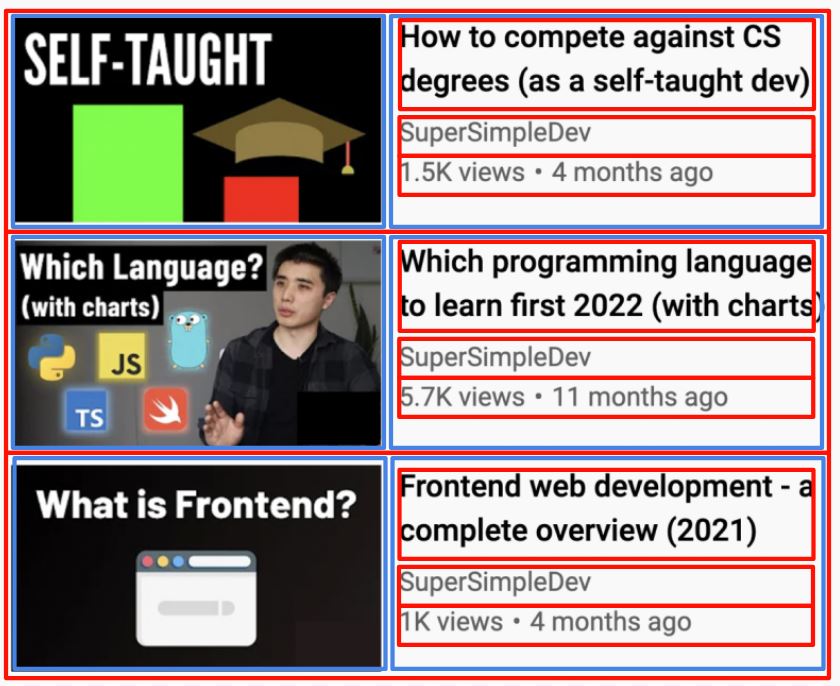 SELF-TAUGHT
How to compete against CS
degrees (as a self-taught dev)
SuperSimpleDev
1.5K views • 4 months ago
Which Language?
(with charts)
JS
TS
Which programming language
to learn first 2022 (with charts)
SuperSimpleDev
5.7K views • 11 months ago
What is Frontend?
Frontend web development - a
complete overview (2021)
SuperSimpleDev
1K views • 4 months ago